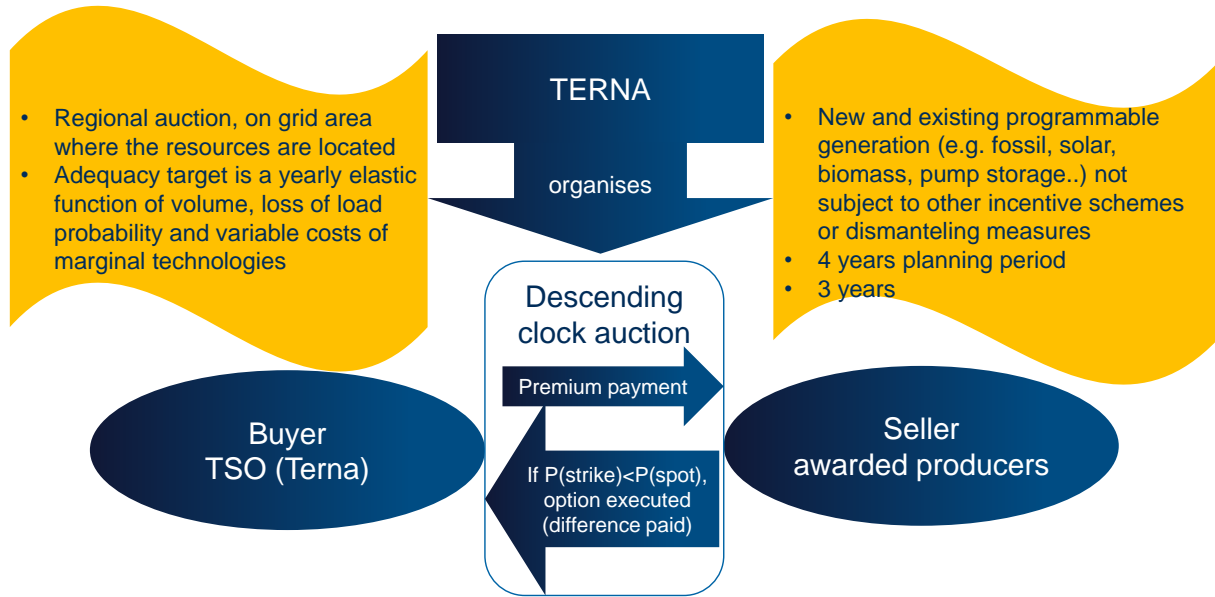 TERNA
organises
• Regional auction, on grid area
where the resources are located
• Adequacy target is a yearly elastic
function of volume, loss of load
probability and variable costs of
marginal technologies
• New and existing programmable
generation (e.g. fossil, solar,
biomass, pump storage..) not
subject to other incentive schemes
or dismanteling measures
• 4 years planning period
• 3 years
Descending
clock auction
Premium payment
If P(strike)<P(spot),
option executed
(difference paid)
Buyer
TSO (Terna)
Seller
awarded producers